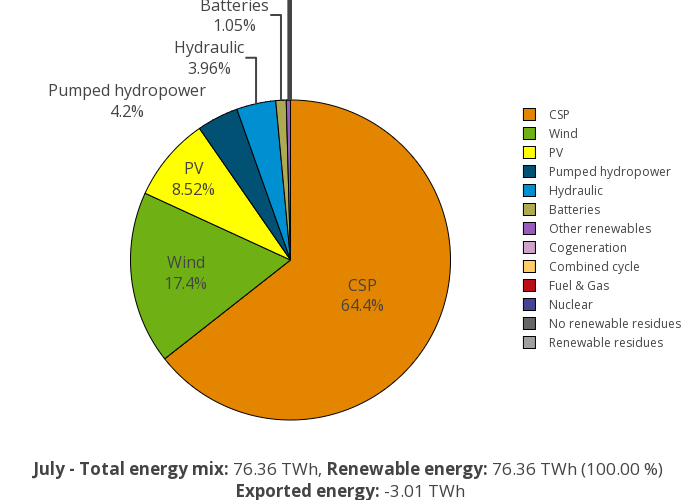 Batteries
1.05%
Hydraulic
3.96%
Pumped hydropower
4.2%
PV
8.52%
Wind
17.4%
CSP
64.4%
CSP
Wind
PV
Pumped hydropower
Hydraulic
Batteries
Other renewables
Cogeneration
Combined cycle
Fuel & Gas
Nuclear
No renewable residues
Renewable residues
July - Total energy mix: 76.36 TWh, Renewable energy: 76.36 TWh (100.00 %)
Exported energy: -3.01 TWh